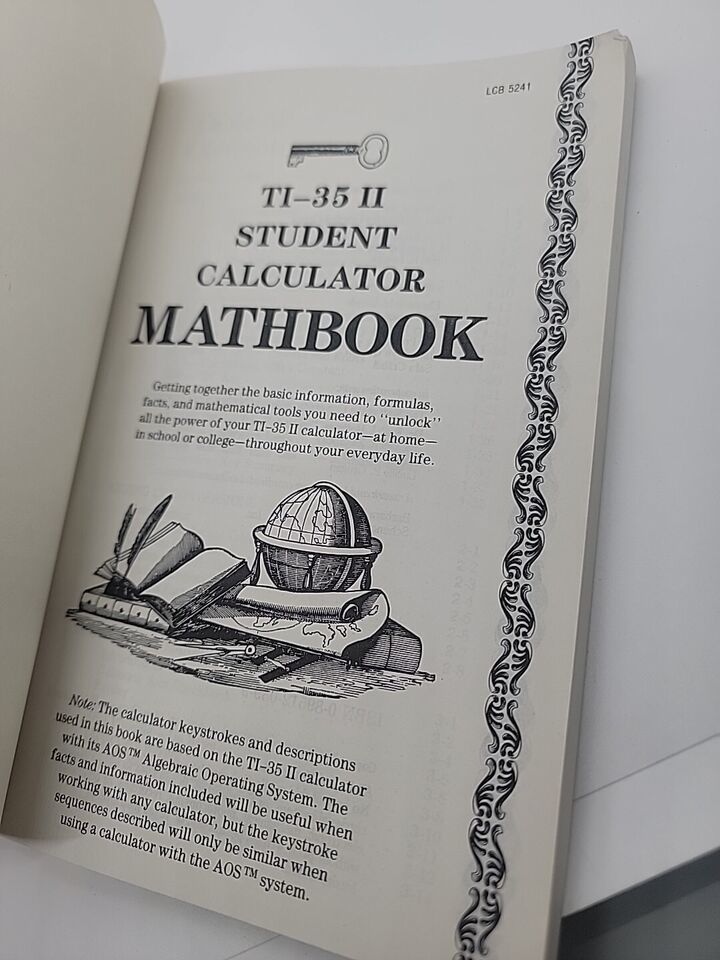 LCB 5241
TI–35 II
STUDENT
CALCULATOR
MATHBOOK
Getting together the basic information, formulas,
facts, and mathematical tools you need to "unlock"
all the power of your TI–35 II calculator—at home—
in school or college—throughout your everyday life.
Note: The calculator keystrokes and descriptions
used in this book are based on the TI–35 II calculator
with its AOS™ Algebraic Operating System. The
facts and information included will be useful when
working with any calculator, but the keystroke
sequences described will only be similar when
using a calculator with the AOS™ system.